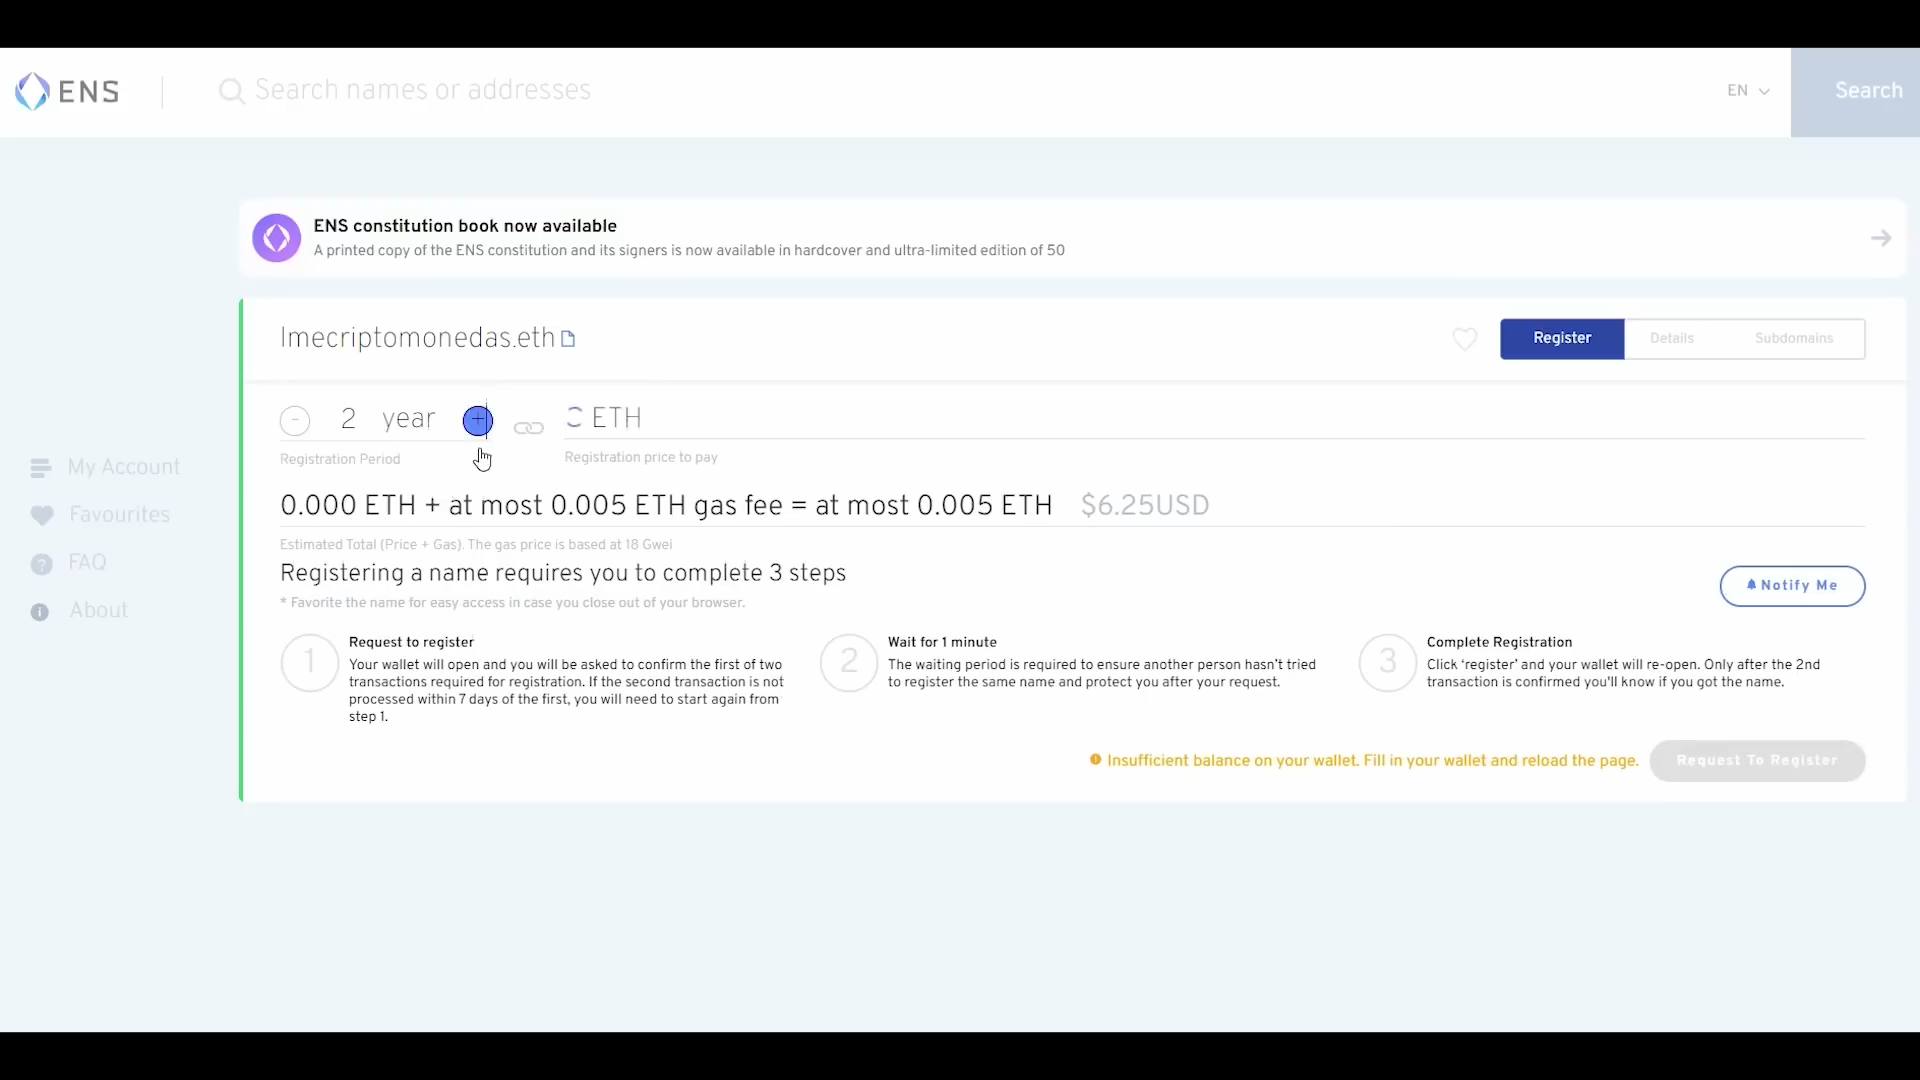 ENS
Search names or addresses
EN
Search
ENS constitution book now available
A printed copy of the ENS constitution and its signers is now available in hardcover and ultra-limited edition of 50
lmecriptomonedas.eth
Register
Details
Subdomains
- 2 year +
ETH
Registration Period
Registration price to pay
My Account
Favourites
FAQ
About
0.000 ETH + at most 0.005 ETH gas fee = at most 0.005 ETH $6.25USD
Estimated Total (Price + Gas). The gas price is based at 18 Gwei
Registering a name requires you to complete 3 steps
* Favorite the name for easy access in case you close out of your browser.
Notify Me
1
Request to register
Your wallet will open and you will be asked to confirm the first of two
transactions required for registration. If the second transaction is not
processed within 7 days of the first, you will need to start again from
step 1.
2
Wait for 1 minute
The waiting period is required to ensure another person hasn't tried
to register the same name and protect you after your request.
3
Complete Registration
Click ‘register’ and your wallet will re-open. Only after the 2nd
transaction is confirmed you'll know if you got the name.
Insufficient balance on your wallet. Fill in your wallet and reload the page.
Request To Register